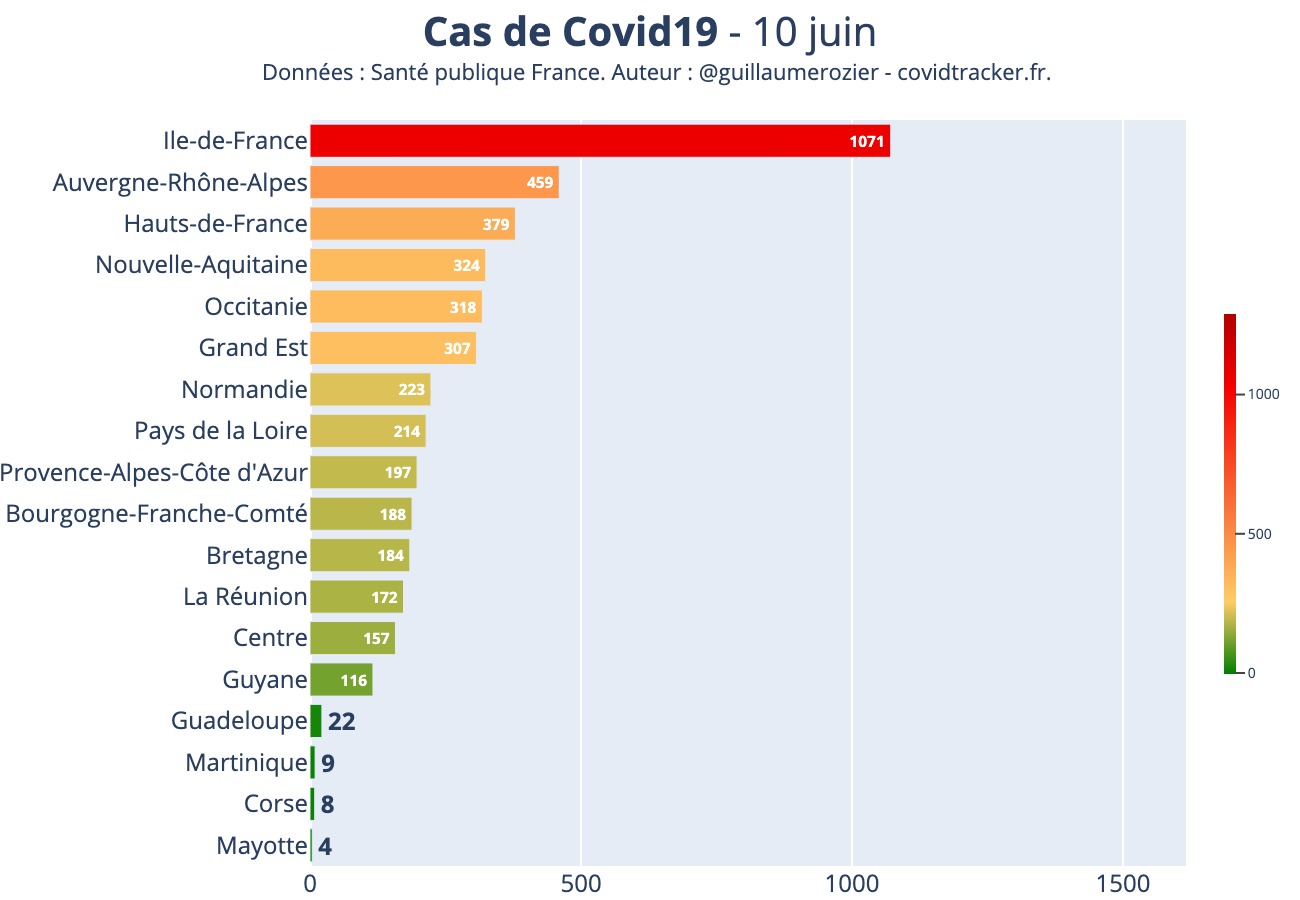 Cas de Covid19 - 10 juin
Données : Santé publique France. Auteur : @guillaumerozier - covidtracker.fr.
Ile-de-France 1071
Auvergne-Rhône-Alpes 459
Hauts-de-France 379
Nouvelle-Aquitaine 324
Occitanie 318
Grand Est 307
Normandie 223
Pays de la Loire 214
Provence-Alpes-Côte d'Azur 197
Bourgogne-Franche-Comté 188
Bretagne 184
La Réunion 172
Centre 157
Guyane 116
Guadeloupe 22
Martinique 9
Corse 8
Mayotte 4
0 500 1000 1500
1000
500
0